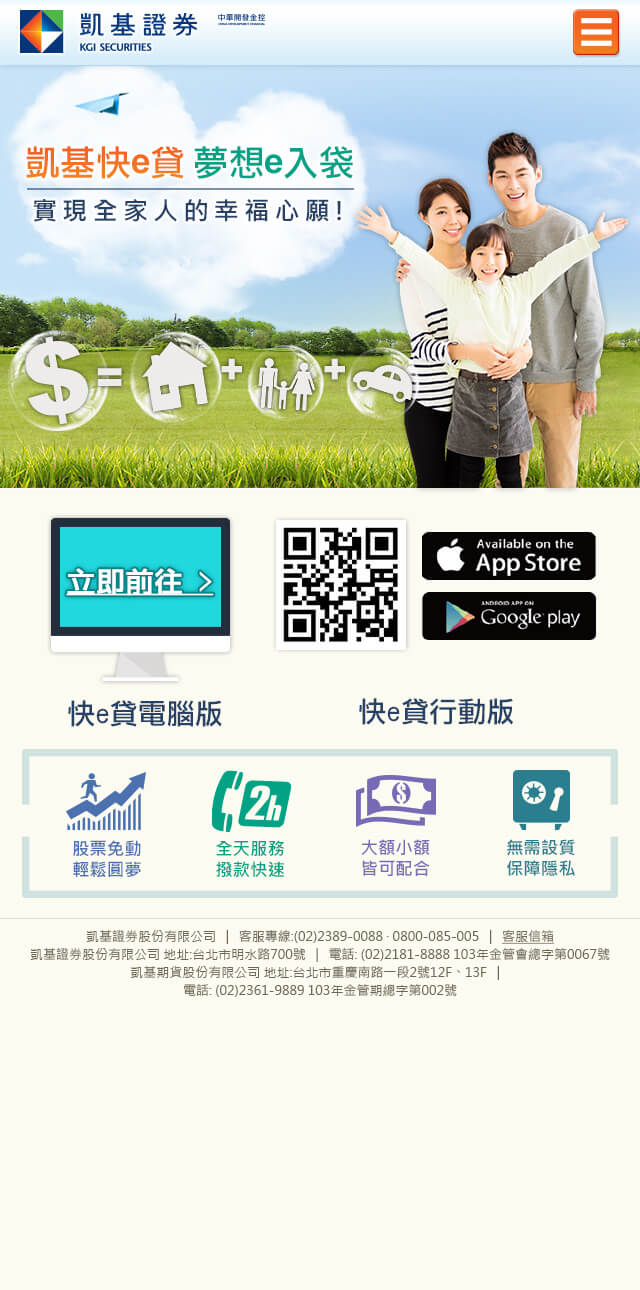 凱基證券
KGI SECURITIES
中華開發金控
CHINA DEVELOPMENT FINANCIAL
凱基快e貸 夢想e入袋
實現全家人的幸福心願!
$ = + +
立即前往 >
Available on the
App Store
ANDROID APP ON
Google play
快e貸電腦版
快e貸行動版
股票免動
輕鬆圓夢
2h
全天服務
撥款快速
$
大額小額
皆可配合
無需設質
保障隱私
凱基證券股份有限公司 | 客服專線:(02)2389-0088 · 0800-085-005 | 客服信箱
凱基證券股份有限公司 地址:台北市明水路700號 | 電話: (02)2181-8888 103年金管會總字第0067號
凱基期貨股份有限公司 地址:台北市重慶南路一段2號12F、13F |
電話: (02)2361-9889 103年金管期總字第002號